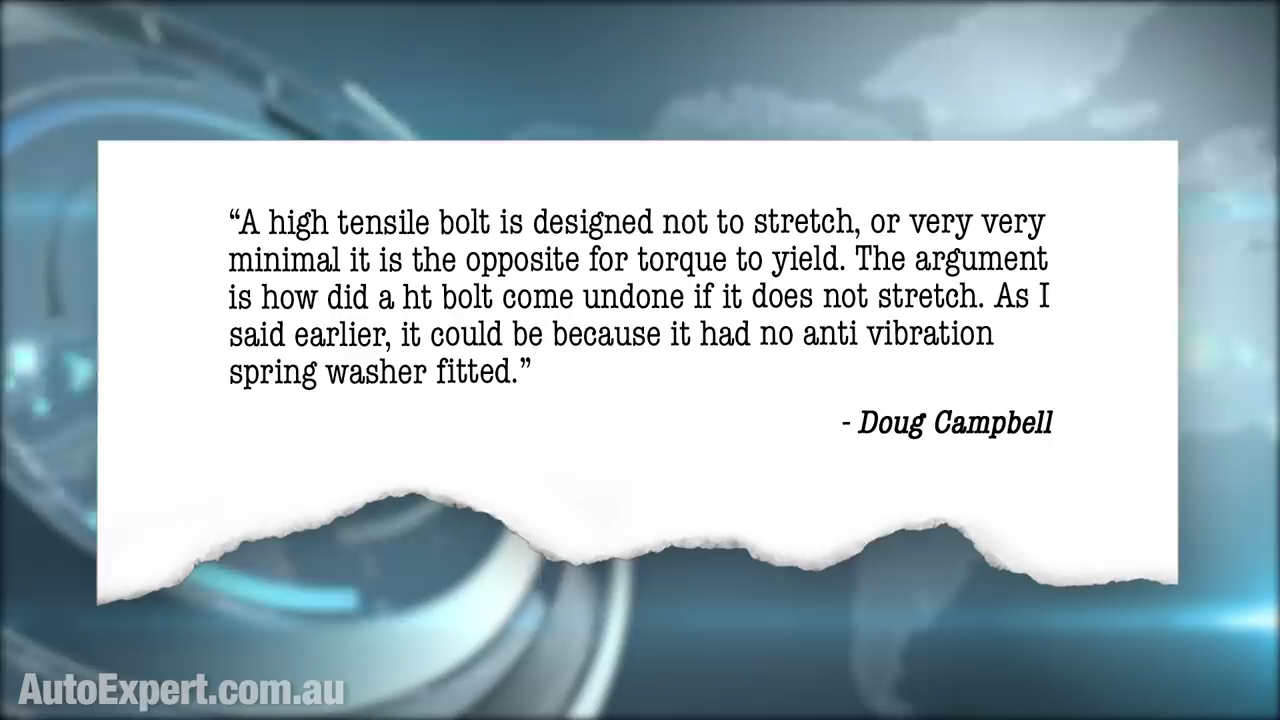 “A high tensile bolt is designed not to stretch, or very very
minimal it is the opposite for torque to yield. The argument
is how did a ht bolt come undone if it does not stretch. As I
said earlier, it could be because it had no anti vibration
spring washer fitted.”
- Doug Campbell
AutoExpert.com.au